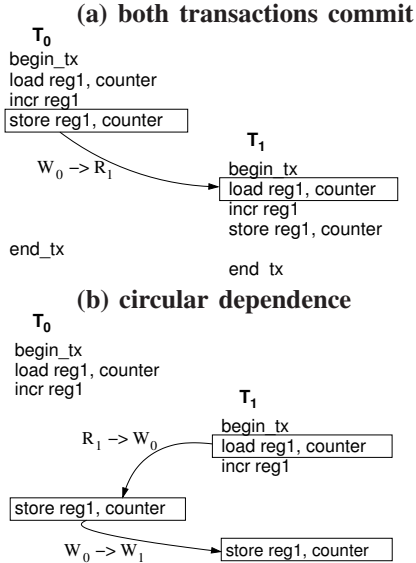 (a) both transactions commit
T0
begin_tx
load reg1, counter
incr reg1
store reg1, counter
W0 −> R1
T1
begin_tx
load reg1, counter
incr reg1
store reg1, counter
end_tx
end tx
(b) circular dependence
T0
begin_tx
load reg1, counter
incr reg1
T1
begin_tx
load reg1, counter
incr reg1
R1 −> W0
store reg1, counter
W0 −> W1
store reg1, counter